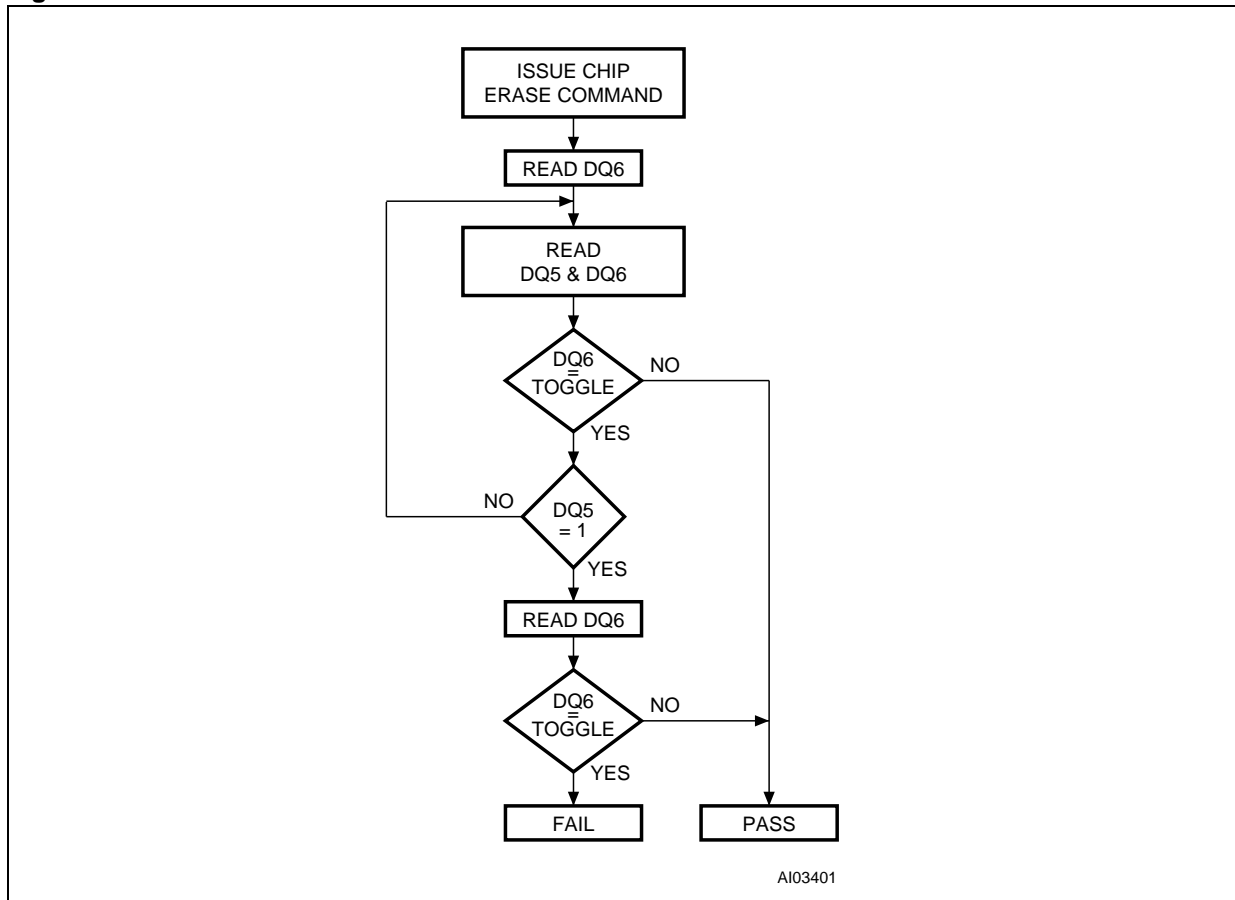 ISSUE CHIP
ERASE COMMAND
READ DQ6
READ
DQ5 & DQ6
DQ6
=
TOGGLE
NO
YES
NO
DQ5
= 1
YES
READ DQ6
DQ6
=
TOGGLE
NO
YES
FAIL
PASS
AI03401